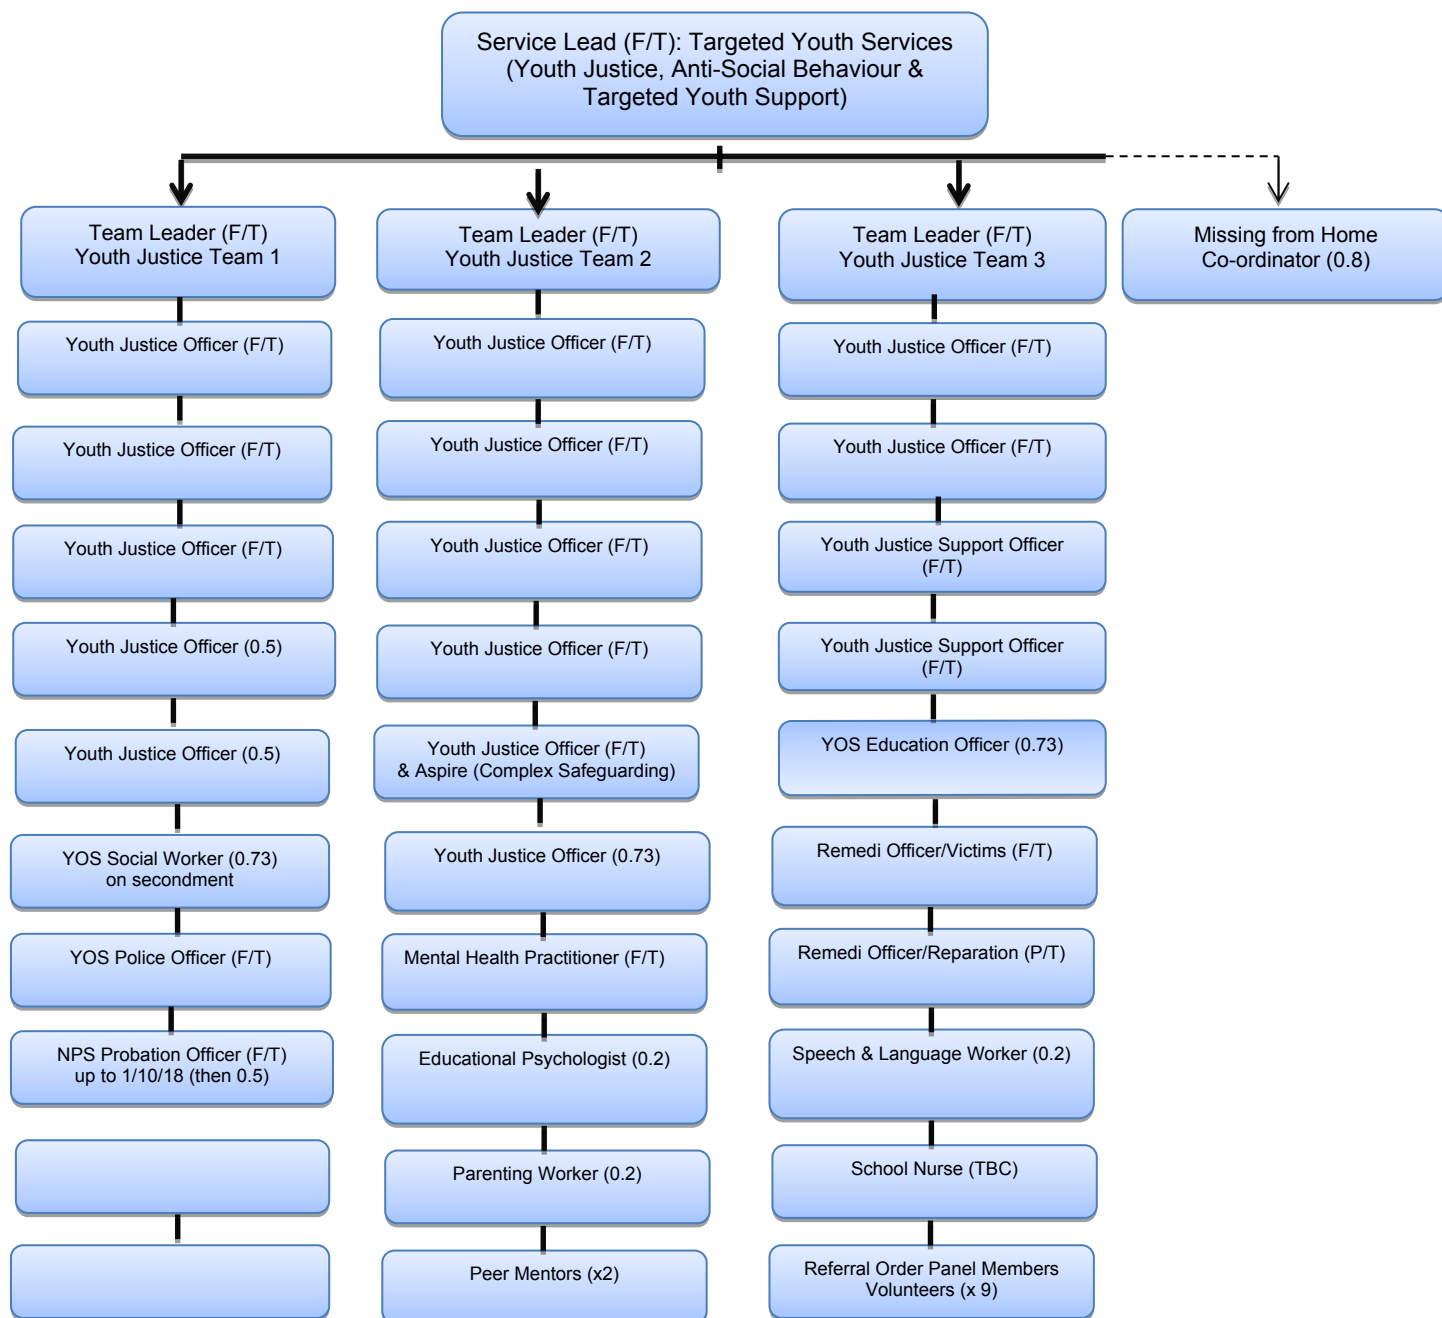 Service Lead (F/T): Targeted Youth Services
(Youth Justice, Anti-Social Behaviour &
Targeted Youth Support)
Team Leader (F/T)
Youth Justice Team 1
Youth Justice Officer (F/T)
Youth Justice Officer (F/T)
Youth Justice Officer (F/T)
Youth Justice Officer (0.5)
Youth Justice Officer (0.5)
YOS Social Worker (0.73)
on secondment
YOS Police Officer (F/T)
NPS Probation Officer (F/T)
up to 1/10/18 (then 0.5)
Team Leader (F/T)
Youth Justice Team 2
Youth Justice Officer (F/T)
Youth Justice Officer (F/T)
Youth Justice Officer (F/T)
Youth Justice Officer (F/T)
Youth Justice Officer (F/T)
& Aspire (Complex Safeguarding)
Youth Justice Officer (0.73)
Mental Health Practitioner (F/T)
Educational Psychologist (0.2)
Parenting Worker (0.2)
Peer Mentors (x2)
Team Leader (F/T)
Youth Justice Team 3
Youth Justice Officer (F/T)
Youth Justice Officer (F/T)
Youth Justice Support Officer
(F/T)
Youth Justice Support Officer
(F/T)
YOS Education Officer (0.73)
Remedi Officer/Victims (F/T)
Remedi Officer/Reparation (P/T)
Speech & Language Worker (0.2)
School Nurse (TBC)
Referral Order Panel Members
Volunteers (x 9)
Missing from Home
Co-ordinator (0.8)